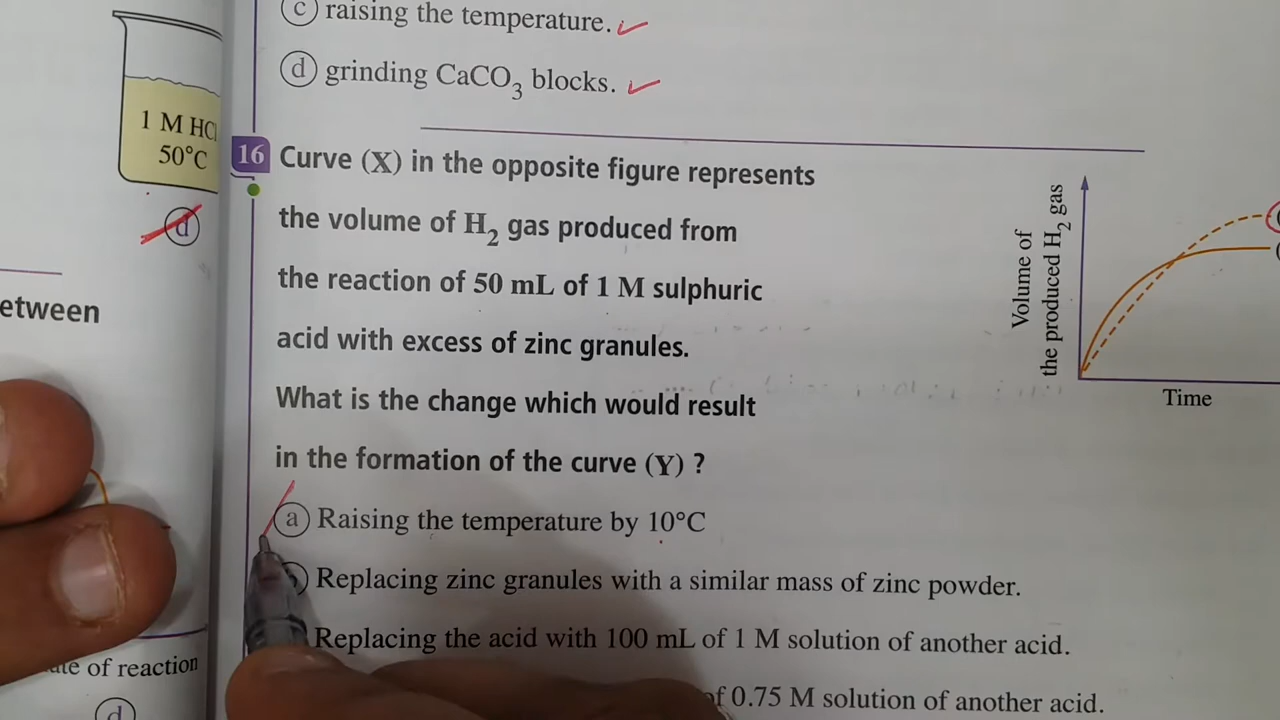 c raising the temperature.
d grinding CaCO3 blocks.
1 M HCl
50°C
d
etween
ate of reaction
d
16 Curve (X) in the opposite figure represents
the volume of H2 gas produced from
the reaction of 50 mL of 1 M sulphuric
acid with excess of zinc granules.
What is the change which would result
in the formation of the curve (Y) ?
a Raising the temperature by 10°C
Replacing zinc granules with a similar mass of zinc powder.
Replacing the acid with 100 mL of 1 M solution of another acid.
of 0.75 M solution of another acid.
Volume of
the produced H2 gas
Time